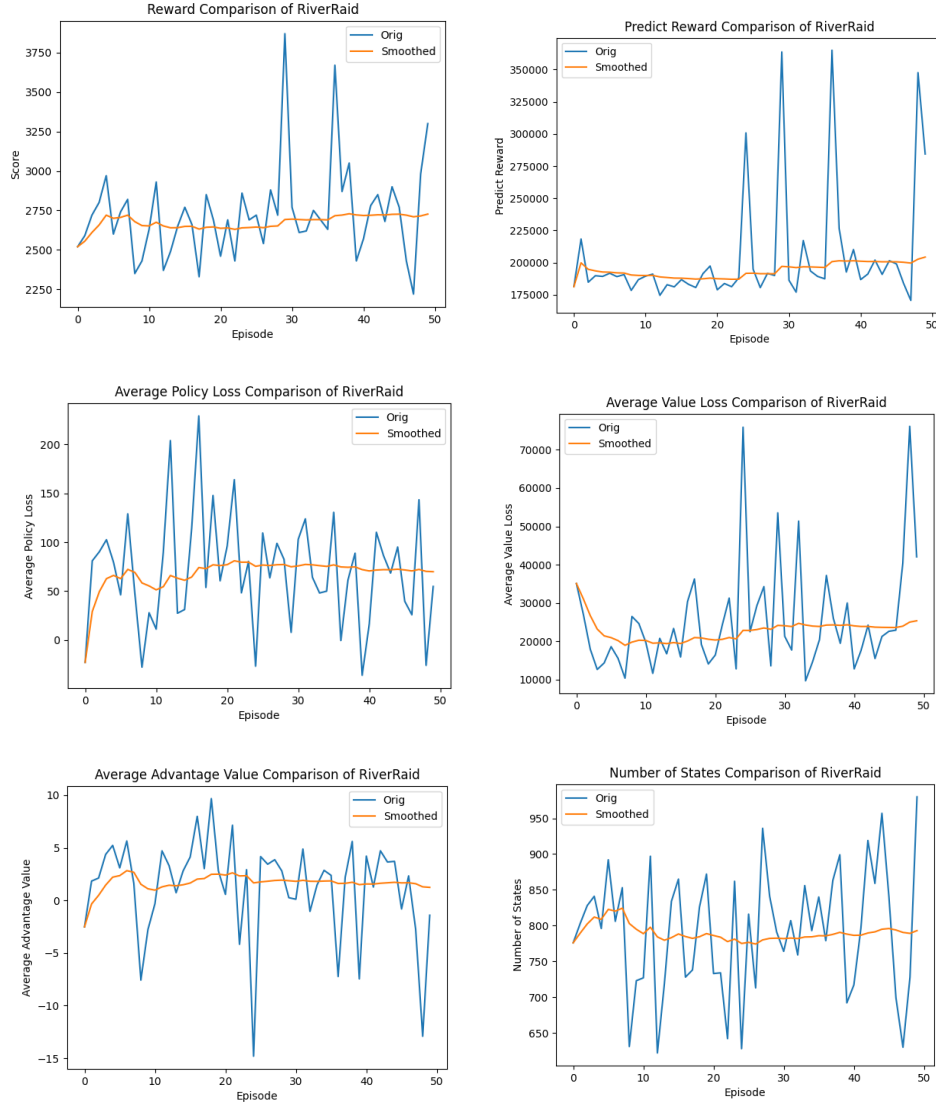 Reward Comparison of RiverRaid
Orig
Smoothed
3750
3500
3250
3000
2750
2500
2250
Score
0 10 20 30 40 50
Episode
Predict Reward Comparison of RiverRaid
Orig
Smoothed
350000
325000
300000
275000
250000
225000
200000
175000
Predict Reward
0 10 20 30 40 50
Episode
Average Policy Loss Comparison of RiverRaid
Orig
Smoothed
200
150
100
50
0
Average Policy Loss
0 10 20 30 40 50
Episode
Average Value Loss Comparison of RiverRaid
Orig
Smoothed
70000
60000
50000
40000
30000
20000
10000
Average Value Loss
0 10 20 30 40 50
Episode
Average Advantage Value Comparison of RiverRaid
Orig
Smoothed
10
5
0
−5
−10
−15
Average Advantage Value
0 10 20 30 40 50
Episode
Number of States Comparison of RiverRaid
Orig
Smoothed
950
900
850
800
750
700
650
Number of States
0 10 20 30 40 50
Episode